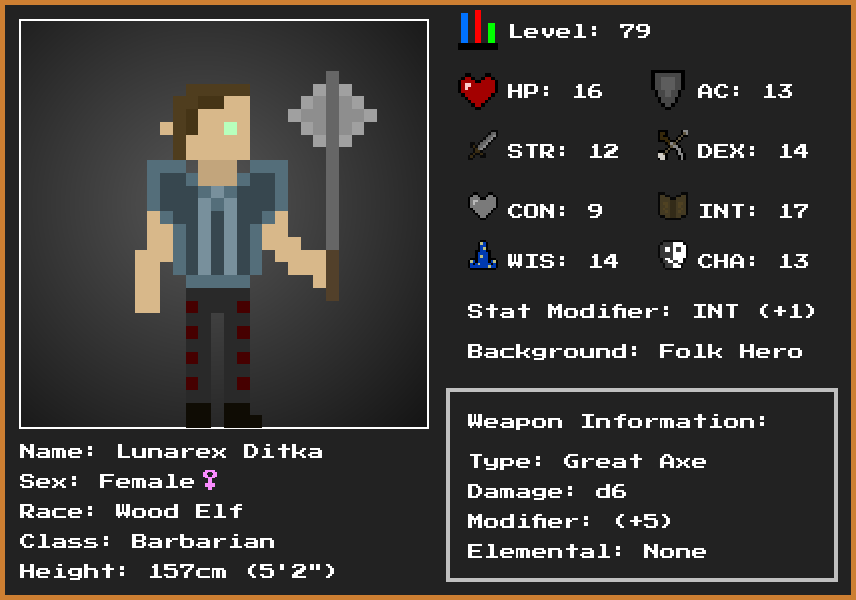 Level: 79
HP: 16
AC: 13
STR: 12
DEX: 14
CON: 9
INT: 17
WIS: 14
CHA: 13
Stat Modifier: INT (+1)
Background: Folk Hero
Weapon Information:
Type: Great Axe
Damage: d6
Modifier: (+5)
Elemental: None
Name: Lunarex Ditka
Sex: Female♀
Race: Wood Elf
Class: Barbarian
Height: 157cm (5'2")